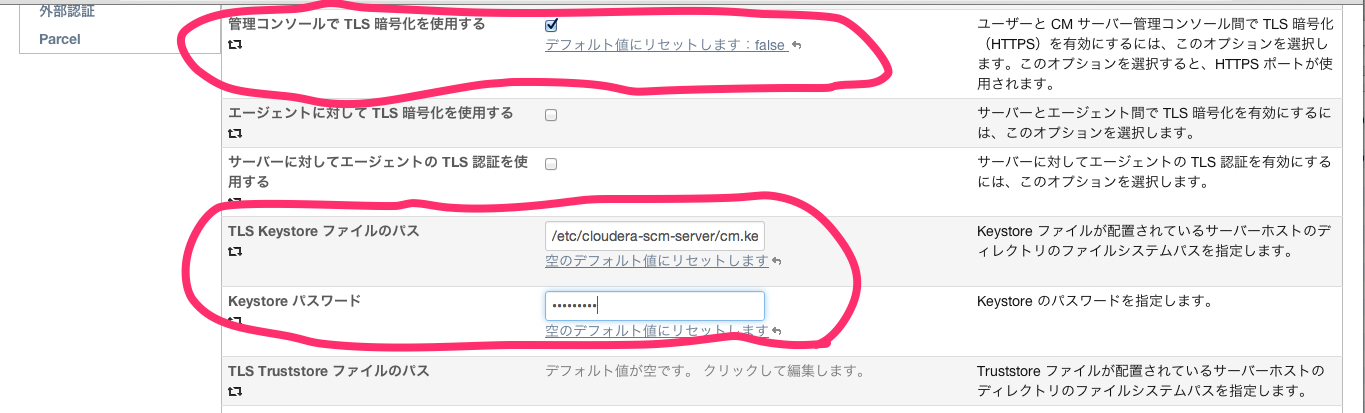 外部認証
Parcel
管理コンソールで TLS 暗号化を使用する
デフォルト値にリセットします：false
ユーザーと CM サーバー管理コンソール間で TLS 暗号化
（HTTPS）を有効にするには、このオプションを選択し
ます。このオプションを選択すると、HTTPS ポートが使
用されます。
エージェントに対して TLS 暗号化を使用する
サーバーとエージェント間で TLS 暗号化を有効にするに
は、このオプションを選択します。
サーバーに対してエージェントの TLS 認証を使
用する
サーバーに対してエージェントの TLS 認証を有効にする
には、このオプションを選択します。
TLS Keystore ファイルのパス
/etc/cloudera-scm-server/cm.ke
空のデフォルト値にリセットします
Keystore ファイルが配置されているサーバーホストのデ
ィレクトリのファイルシステムパスを指定します。
Keystore パスワード
•••••••••
空のデフォルト値にリセットします
Keystore のパスワードを指定します。
TLS Truststore ファイルのパス
デフォルト値が空です。 クリックして編集します。
Truststore ファイルが配置されているサーバーホストの
ディレクトリのファイルシステムパスを指定します。